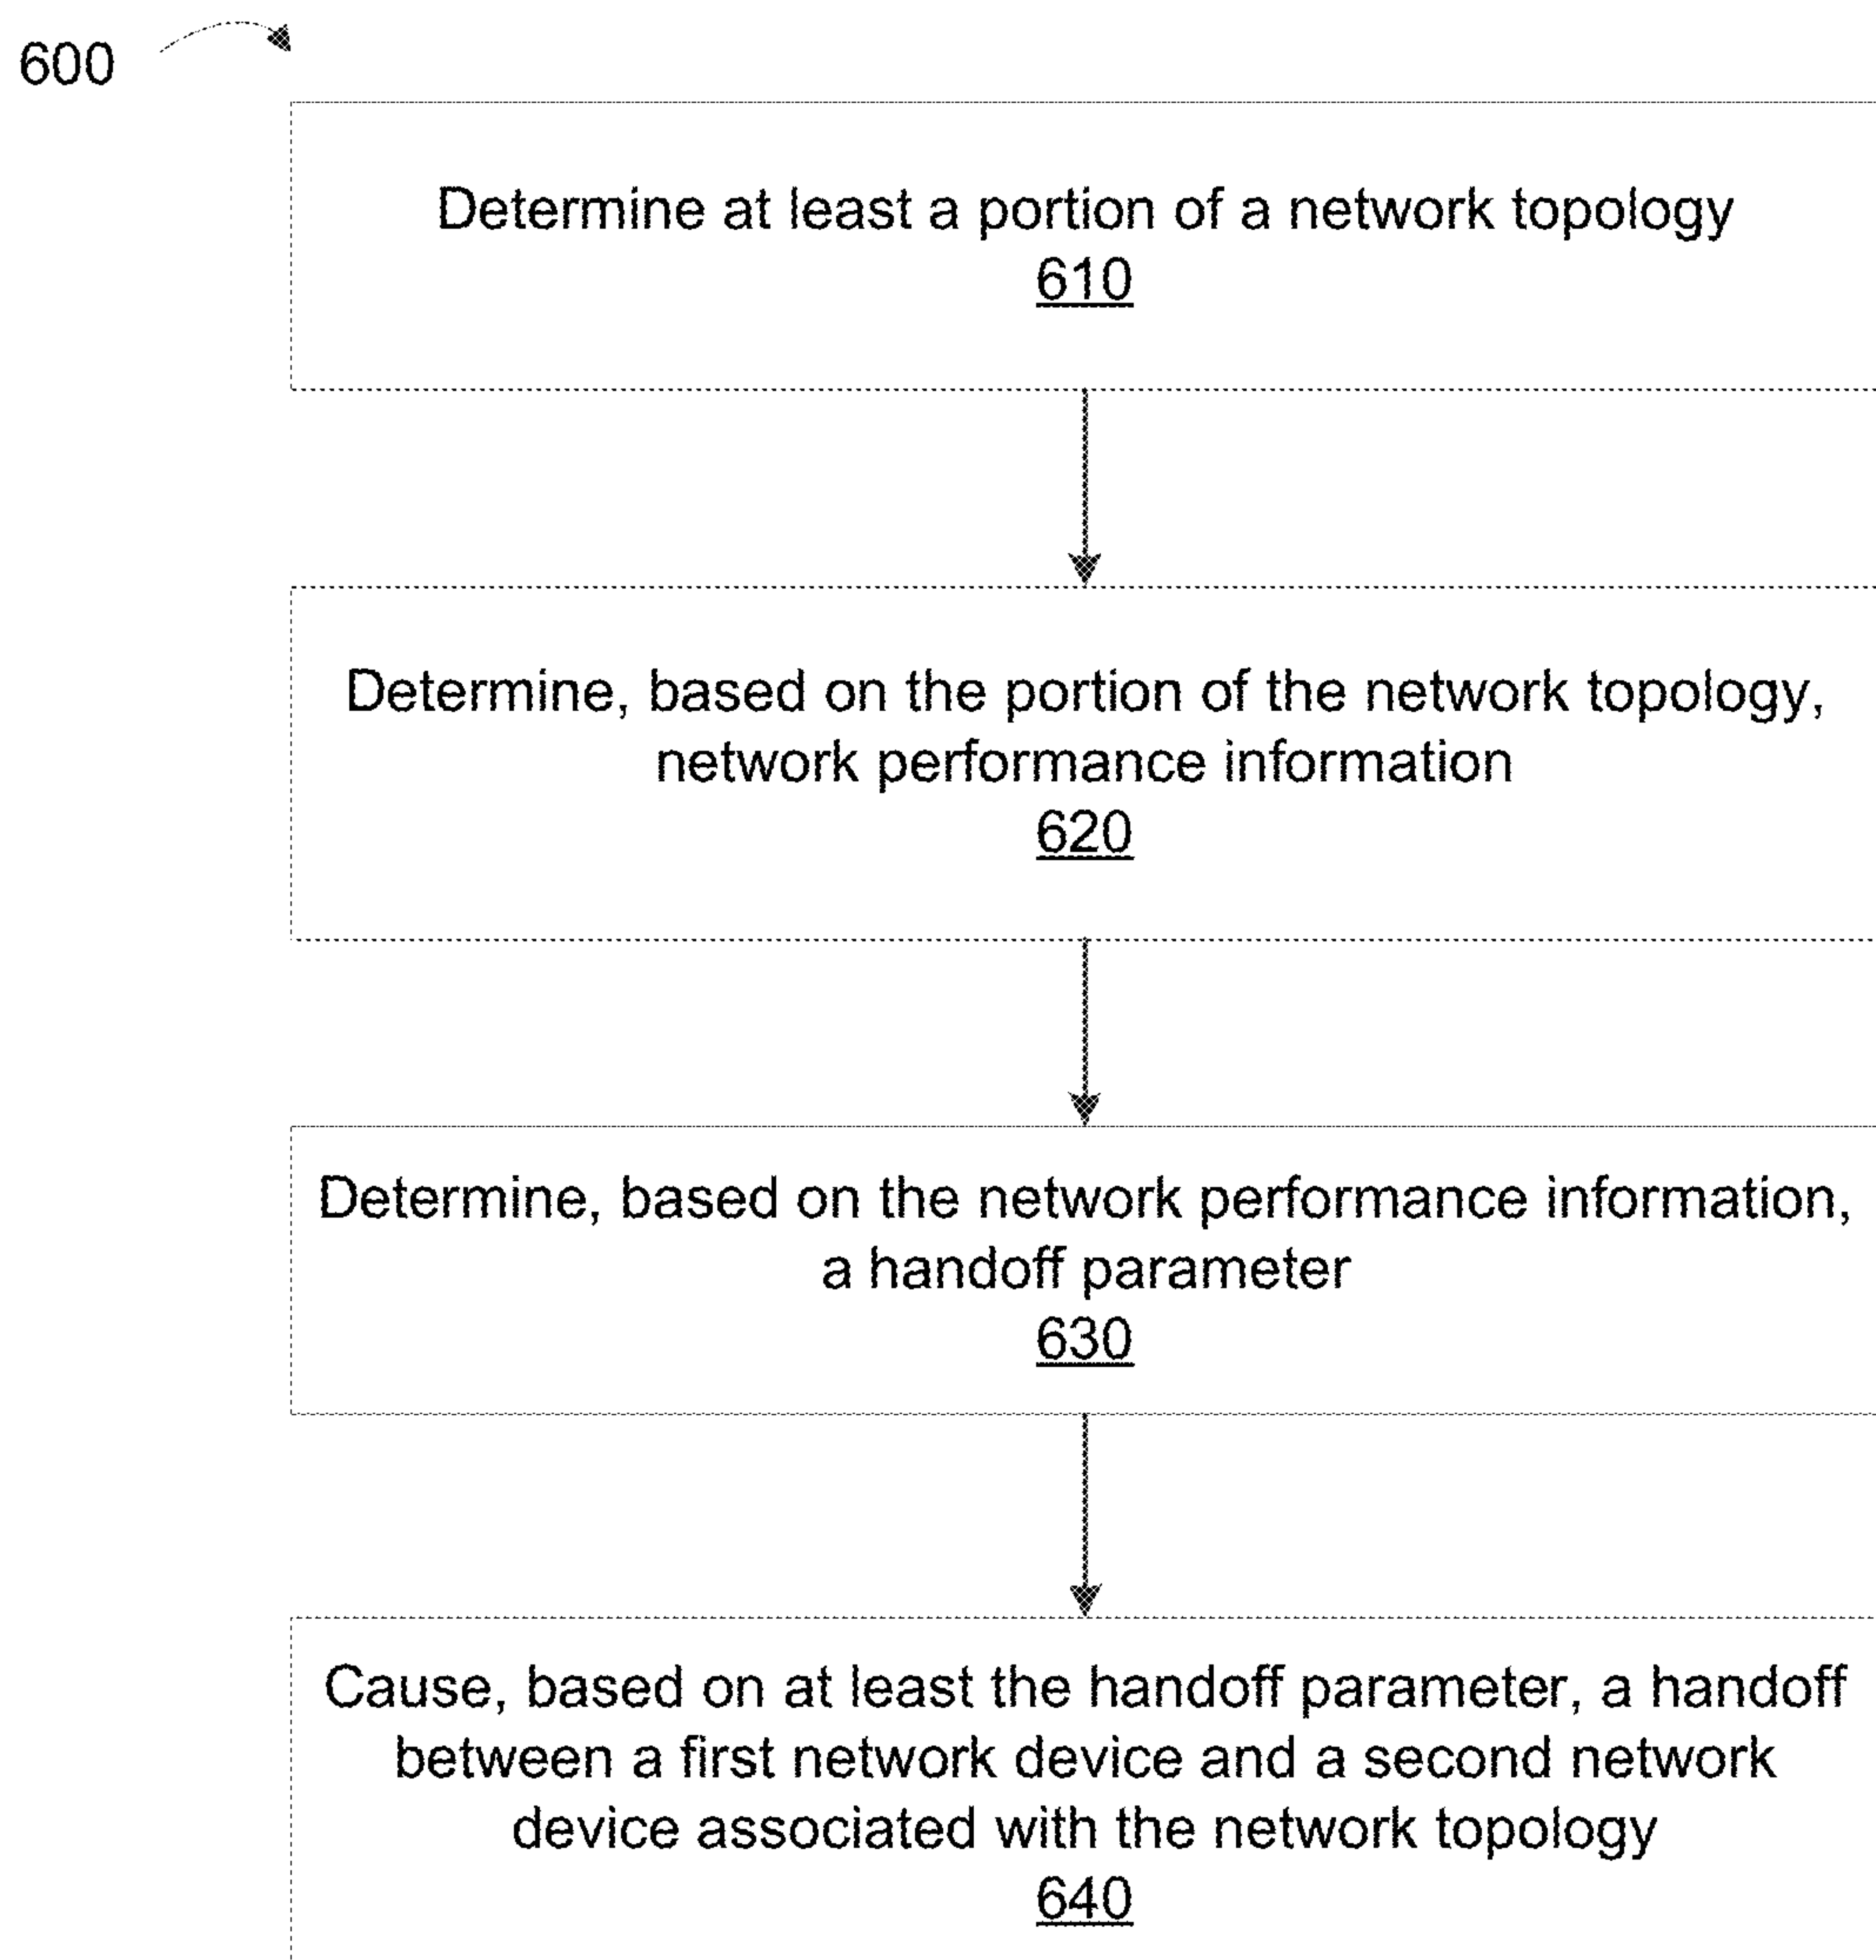 600
Determine at least a portion of a network topology
610
Determine, based on the portion of the network topology,
network performance information
620
Determine, based on the network performance information,
a handoff parameter
630
Cause, based on at least the handoff parameter, a handoff
between a first network device and a second network
device associated with the network topology
640